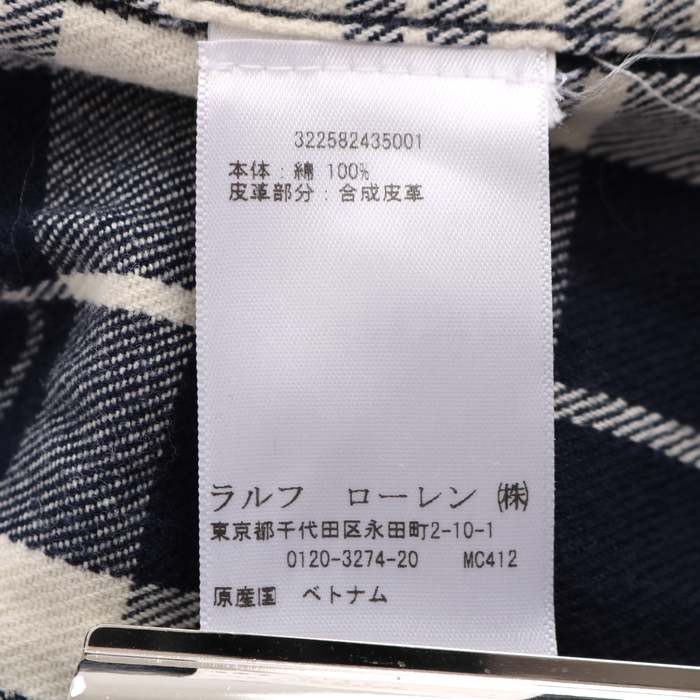 322582435001
本体：綿 100%
皮革部分：合成皮革
ラルフ ローレン ㈱
東京都千代田区永田町2-10-1
0120-3274-20 MC412
原産国 ベトナム